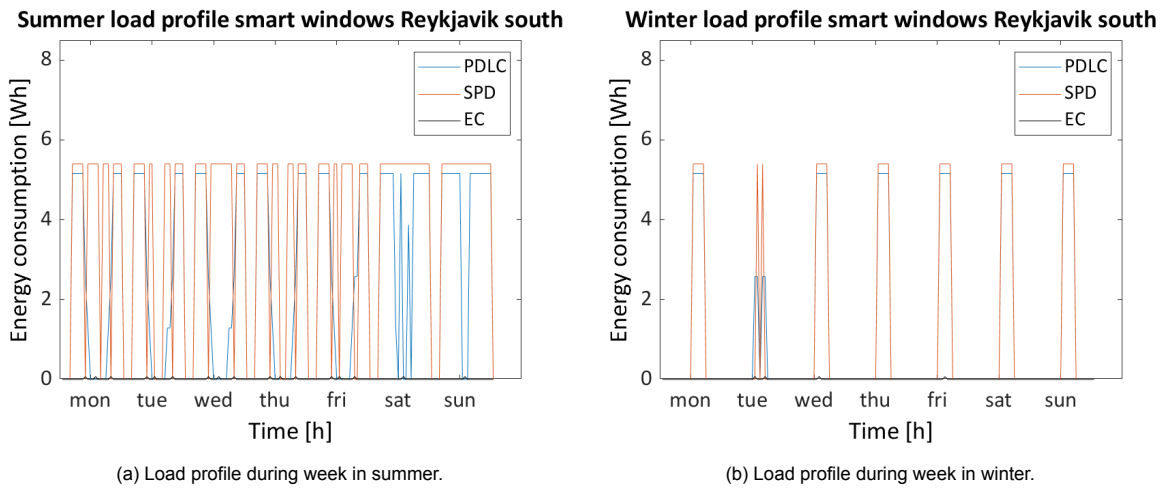 Summer load profile smart windows Reykjavik south
8
6
4
2
0
Energy consumption [Wh]
PDLC
SPD
EC
mon tue wed thu fri sat sun
Time [h]
(a) Load profile during week in summer.
Winter load profile smart windows Reykjavik south
8
6
4
2
0
Energy consumption [Wh]
PDLC
SPD
EC
mon tue wed thu fri sat sun
Time [h]
(b) Load profile during week in winter.